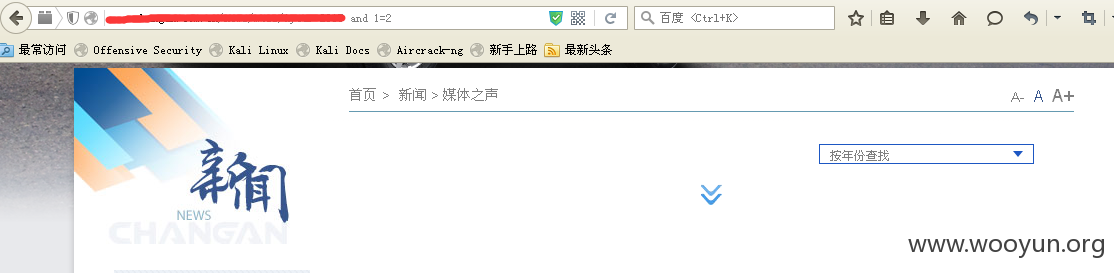 and 1=2
百度 <Ctrl+K>
最常访问 Offensive Security Kali Linux Kali Docs Aircrack-ng 新手上路 最新头条
首页 > 新闻 > 媒体之声
A- A A+
按年份查找
新闻
NEWS
CHANGAN
www.wooyun.org